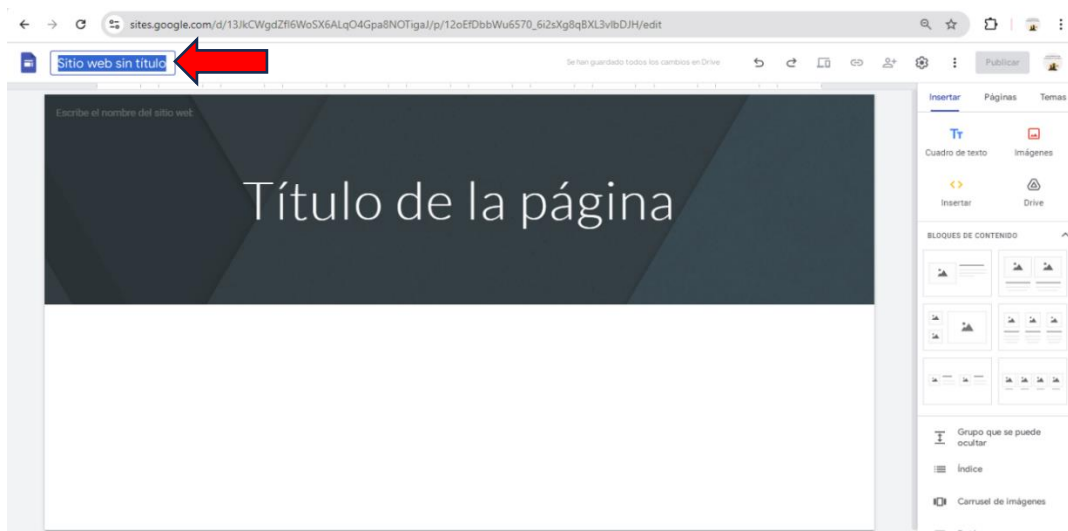 sites.google.com/d/13JkCWgdZfl6WoSX6ALqO4Gpa8NOTigaJ/p/12oEfDbbWu6570_6i2sXg8qBXL3vlbDJH/edit
Sitio web sin título
Se han guardado todos los cambios en Drive
Publicar
Escribe el nombre del sitio web
Título de la página
Insertar Páginas Temas
Cuadro de texto Imágenes
Insertar Drive
BLOQUES DE CONTENIDO
Grupo que se puede
ocultar
Índice
Carrusel de imágenes